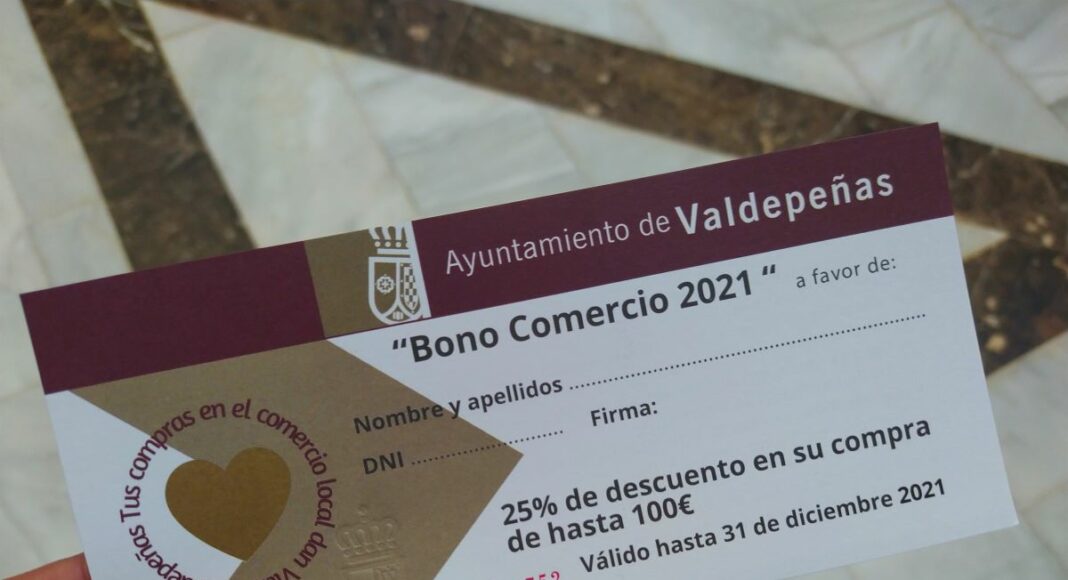 Ayuntamiento de Valdepeñas
“Bono Comercio 2021 “ a favor de:
Nombre y apellidos ........................................
DNI ........................ Firma:
25% de descuento en su compra
de hasta 100€
Válido hasta 31 de diciembre 2021
Tus compras en el comercio local dan